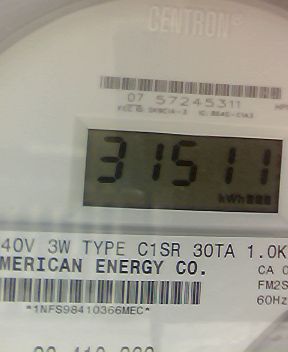 CENTRON®
07 57245311
31511
kWh
40V 3W TYPE C1SR 30TA 1.0K
MERICAN ENERGY CO.
CA 0
FM2S
60Hz
*1NFS98410366MEC*